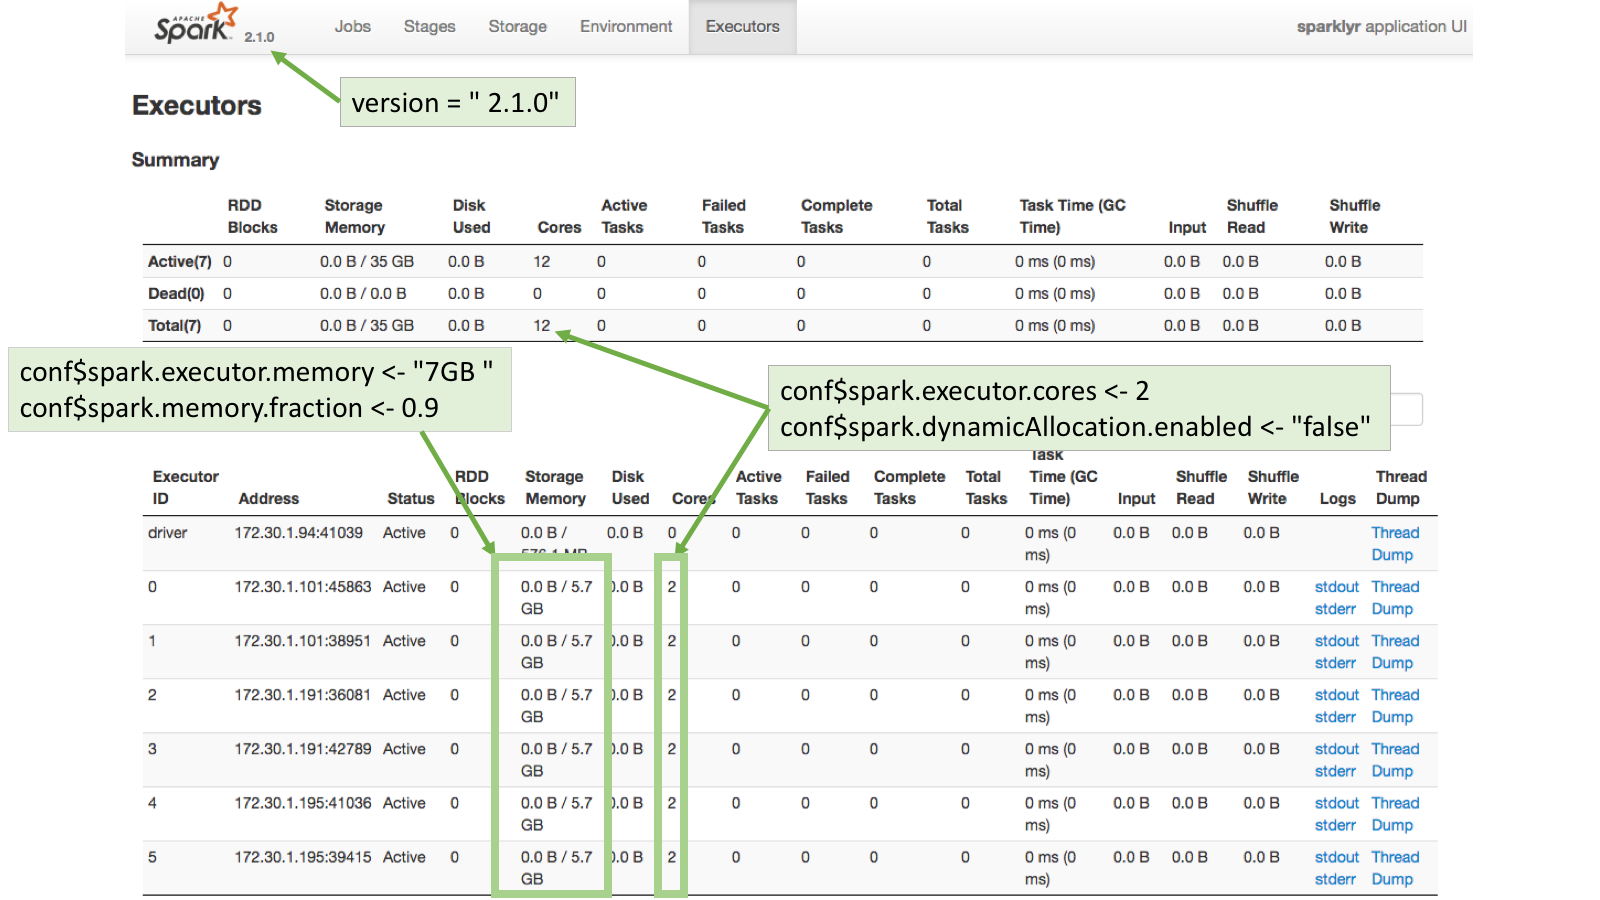 APACHE
Spark 2.1.0 Jobs Stages Storage Environment Executors sparklyr application UI
version = " 2.1.0"
Executors
Summary
RDD Blocks Storage Memory Disk Used Cores Active Tasks Failed Tasks Complete Tasks Total Tasks Task Time (GC Time) Input Shuffle Read Shuffle Write
Active(7) 0 0.0 B / 35 GB 0.0 B 12 0 0 0 0 0 ms (0 ms) 0.0 B 0.0 B 0.0 B
Dead(0) 0 0.0 B / 0.0 B 0.0 B 0 0 0 0 0 0 ms (0 ms) 0.0 B 0.0 B 0.0 B
Total(7) 0 0.0 B / 35 GB 0.0 B 12 0 0 0 0 0 ms (0 ms) 0.0 B 0.0 B 0.0 B
conf$spark.executor.memory <- "7GB "
conf$spark.memory.fraction <- 0.9
conf$spark.executor.cores <- 2
conf$spark.dynamicAllocation.enabled <- "false"
Executor ID Address Status RDD Blocks Storage Memory Disk Used Cores Active Tasks Failed Tasks Complete Tasks Total Tasks Task Time (GC Time) Input Shuffle Read Shuffle Write Logs Thread Dump
driver 172.30.1.94:41039 Active 0 0.0 B / 576.1 MB 0.0 B 0 0 0 0 0 0 ms (0 ms) 0.0 B 0.0 B 0.0 B Thread Dump
0 172.30.1.101:45863 Active 0 0.0 B / 5.7 GB 0.0 B 2 0 0 0 0 0 ms (0 ms) 0.0 B 0.0 B 0.0 B stdout stderr Thread Dump
1 172.30.1.101:38951 Active 0 0.0 B / 5.7 GB 0.0 B 2 0 0 0 0 0 ms (0 ms) 0.0 B 0.0 B 0.0 B stdout stderr Thread Dump
2 172.30.1.191:36081 Active 0 0.0 B / 5.7 GB 0.0 B 2 0 0 0 0 0 ms (0 ms) 0.0 B 0.0 B 0.0 B stdout stderr Thread Dump
3 172.30.1.191:42789 Active 0 0.0 B / 5.7 GB 0.0 B 2 0 0 0 0 0 ms (0 ms) 0.0 B 0.0 B 0.0 B stdout stderr Thread Dump
4 172.30.1.195:41036 Active 0 0.0 B / 5.7 GB 0.0 B 2 0 0 0 0 0 ms (0 ms) 0.0 B 0.0 B 0.0 B stdout stderr Thread Dump
5 172.30.1.195:39415 Active 0 0.0 B / 5.7 GB 0.0 B 2 0 0 0 0 0 ms (0 ms) 0.0 B 0.0 B 0.0 B stdout stderr Thread Dump